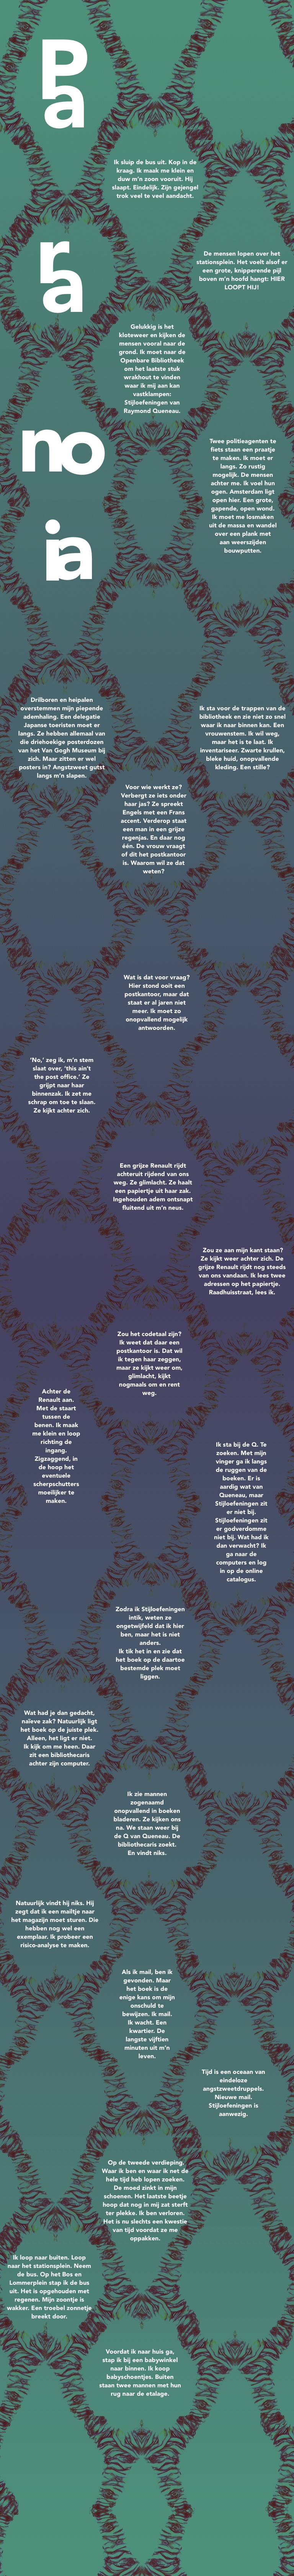 Pa
ra
no
ia
Ik sluip de bus uit. Kop in de
kraag. Ik maak me klein en
duw m'n zoon vooruit. Hij
slaapt. Eindelijk. Zijn gejengel
trok veel te veel aandacht.
De mensen lopen over het
stationsplein. Het voelt alsof er
een grote, knipperende pijl
boven m'n hoofd hangt: HIER
LOOPT HIJ!
Gelukkig is het
kloteweer en kijken de
mensen vooral naar de
grond. Ik moet naar de
Openbare Bibliotheek
om het laatste stuk
wrakhout te vinden
waar ik mij aan kan
vastklampen:
Stijloefeningen van
Raymond Queneau.
Twee politieagenten te
fiets staan een praatje
te maken. Ik moet er
langs. Zo rustig
mogelijk. De mensen
achter me. Ik voel hun
ogen. Amsterdam ligt
open hier. Een grote,
gapende, open wond.
Ik moet me losmaken
uit de massa en wandel
over een plank met
aan weerszijden
bouwputten.
Drilboren en heipalen
overstemmen mijn piepende
ademhaling. Een delegatie
Japanse toeristen moet er
langs. Ze hebben allemaal van
die driehoekige posterdozen
van het Van Gogh Museum bij
zich. Maar zitten er wel
posters in? Angstzweet gutst
langs m'n slapen.
Ik sta voor de trappen van de
bibliotheek en zie niet zo snel
waar ik naar binnen kan. Een
vrouwenstem. Ik wil weg,
maar het is te laat. Ik
inventariseer. Zwarte krullen,
bleke huid, onopvallende
kleding. Een stille?
Voor wie werkt ze?
Verbergt ze iets onder
haar jas? Ze spreekt
Engels met een Frans
accent. Verderop staat
een man in een grijze
regenjas. En daar nog
één. De vrouw vraagt
of dit het postkantoor
is. Waarom wil ze dat
weten?
Wat is dat voor vraag?
Hier stond ooit een
postkantoor, maar dat
staat er al jaren niet
meer. Ik moet zo
onopvallend mogelijk
antwoorden.
'No,' zeg ik, m'n stem
slaat over, 'this ain't
the post office.' Ze
grijpt naar haar
binnenzak. Ik zet me
schrap om toe te slaan.
Ze kijkt achter zich.
Een grijze Renault rijdt
achteruit rijdend van ons
weg. Ze glimlacht. Ze haalt
een papiertje uit haar zak.
Ingehouden adem ontsnapt
fluitend uit m'n neus.
Zou ze aan mijn kant staan?
Ze kijkt weer achter zich. De
grijze Renault rijdt nog steeds
van ons vandaan. Ik lees twee
adressen op het papiertje.
Raadhuisstraat, lees ik.
Zou het codetaal zijn?
Ik weet dat daar een
postkantoor is. Dat wil
ik tegen haar zeggen,
maar ze kijkt weer om,
glimlacht, kijkt
nogmaals om en rent
weg.
Achter de
Renault aan.
Met de staart
tussen de
benen. Ik maak
me klein en loop
richting de
ingang.
Zigzaggend, in
de hoop het
eventuele
scherpschutters
moeilijker te
maken.
Ik sta bij de Q. Te
zoeken. Met mijn
vinger ga ik langs
de ruggen van de
boeken. Er is
aardig wat van
Queneau, maar
Stijloefeningen zit
er niet bij.
Stijloefeningen zit
er godverdomme
niet bij. Wat had ik
dan verwacht? Ik
ga naar de
computers en log
in op de online
catalogus.
Zodra ik Stijloefeningen
intik, weten ze
ongetwijfeld dat ik hier
ben, maar het is niet
anders.
Ik tik het in en zie dat
het boek op de daartoe
bestemde plek moet
liggen.
Wat had je dan gedacht,
naïeve zak? Natuurlijk ligt
het boek op de juiste plek.
Alleen, het ligt er niet.
Ik kijk om me heen. Daar
zit een bibliothecaris
achter zijn computer.
Ik zie mannen
zogenaamd
onopvallend in boeken
bladeren. Ze kijken ons
na. We staan weer bij
de Q van Queneau. De
bibliothecaris zoekt.
En vindt niks.
Natuurlijk vindt hij niks. Hij
zegt dat ik een mailtje naar
het magazijn moet sturen. Die
hebben nog wel een
exemplaar. Ik probeer een
risico-analyse te maken.
Als ik mail, ben ik
gevonden. Maar
het boek is de
enige kans om mijn
onschuld te
bewijzen. Ik mail.
Ik wacht. Een
kwartier. De
langste vijftien
minuten uit m'n
leven.
Tijd is een oceaan van
eindeloze
angstzweetdruppels.
Nieuwe mail.
Stijloefeningen is
aanwezig.
Op de tweede verdieping.
Waar ik ben en waar ik net de
hele tijd heb lopen zoeken.
De moed zinkt in mijn
schoenen. Het laatste beetje
hoop dat nog in mij zat sterft
ter plekke. Ik ben verloren.
Het is nu slechts een kwestie
van tijd voordat ze me
oppakken.
Ik loop naar buiten. Loop
naar het stationsplein. Neem
de bus. Op het Bos en
Lommerplein stap ik de bus
uit. Het is opgehouden met
regenen. Mijn zoontje is
wakker. Een troebel zonnetje
breekt door.
Voordat ik naar huis ga,
stap ik bij een babywinkel
naar binnen. Ik koop
babyschoentjes. Buiten
staan twee mannen met hun
rug naar de etalage.